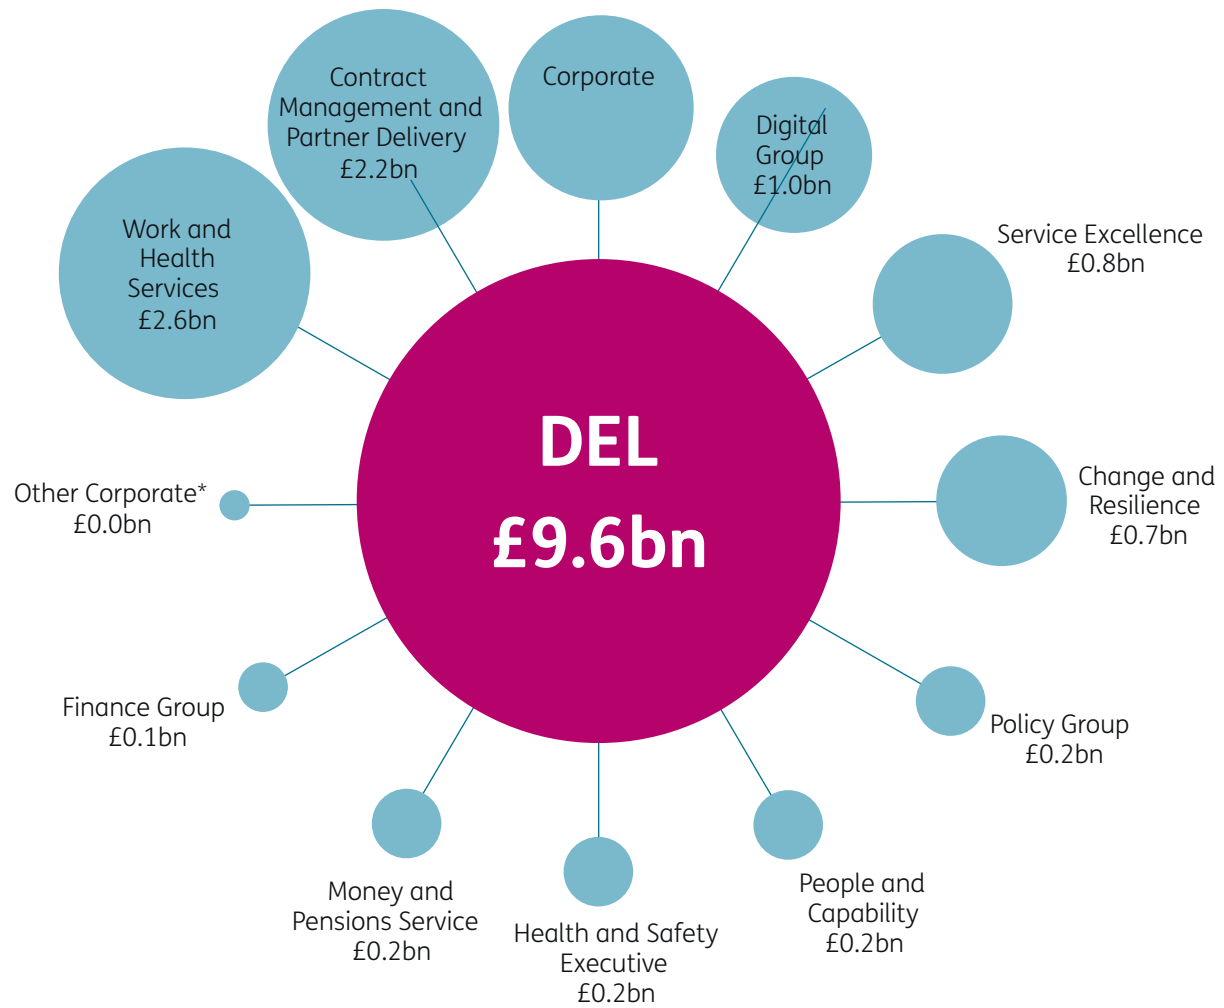 Contract
Management and
Partner Delivery
£2.2bn
Corporate
Digital
Group
£1.0bn
Service Excellence
£0.8bn
Work and
Health
Services
£2.6bn
DEL
£9.6bn
Change and
Resilience
£0.7bn
Other Corporate*
£0.0bn
Policy Group
£0.2bn
Finance Group
£0.1bn
People and
Capability
£0.2bn
Money and
Pensions Service
£0.2bn
Health and Safety
Executive
£0.2bn